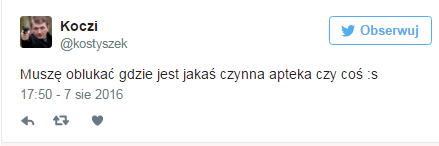 Koczi
@kostyszek
Obserwuj
Muszę oblukać gdzie jest jakaś czynna apteka czy coś :s
17:50 - 7 sie 2016